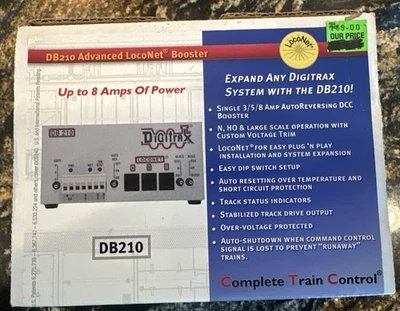 LocoNet®
$159.00
OUR PRICE
DB210 Advanced LocoNet® Booster
Up to 8 Amps Of Power
DB 210
DigitraX
LOCONET
DB210
EXPAND ANY DIGITRAX
SYSTEM WITH THE DB210!
• SINGLE 3/5/8 AMP AUTOREVERSING DCC
BOOSTER
• N, HO & LARGE SCALE OPERATION WITH
CUSTOM VOLTAGE TRIM
• LOCONET® FOR EASY PLUG 'N PLAY
INSTALLATION AND SYSTEM EXPANSION
• EASY DIP SWITCH SETUP
• AUTO RESETTING OVER TEMPERATURE AND
SHORT CIRCUIT PROTECTION
• TRACK STATUS INDICATORS
• STABILIZED TRACK DRIVE OUTPUT
• OVER-VOLTAGE PROTECTED
• AUTO-SHUTDOWN WHEN COMMAND CONTROL
SIGNAL IS LOST TO PREVENT "RUNAWAY"
TRAINS.
Complete Train Control®